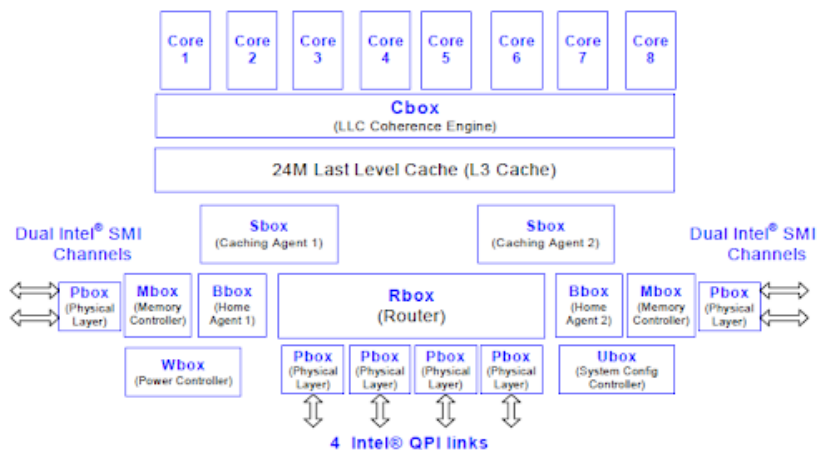 Core 1
Core 2
Core 3
Core 4
Core 5
Core 6
Core 7
Core 8
Cbox
(LLC Coherence Engine)
24M Last Level Cache (L3 Cache)
Sbox
(Caching Agent 1)
Sbox
(Caching Agent 2)
Dual Intel® SMI
Channels
Dual Intel® SMI
Channels
Pbox
(Physical
Layer)
Mbox
(Memory
Controller)
Bbox
(Home
Agent 1)
Rbox
(Router)
Bbox
(Home
Agent 2)
Mbox
(Memory
Controller)
Pbox
(Physical
Layer)
Wbox
(Power Controller)
Pbox
(Physical
Layer)
Pbox
(Physical
Layer)
Pbox
(Physical
Layer)
Pbox
(Physical
Layer)
Ubox
(System Config
Controller)
4 Intel® QPI links